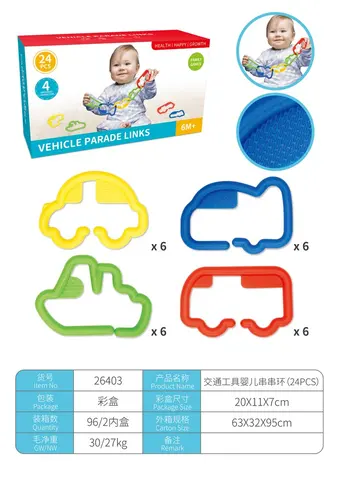 HEALTH / HAPPY / GROWTH
24
PCS
4
VEHICLE PARADE LINKS
6M+
x 6
x 6
x 6
x 6
货号
Item No
26403
产品名称
Product Name
交通工具婴儿串串环 (24PCS)
包装
Package
彩盒
彩盒尺寸
Pacauge Size
20X11X7cm
装箱数
Quantity
96/2内盒
外箱规格
Carton Size
63X32X95cm
毛净重
GW/NW
30/27kg
备注
Remark